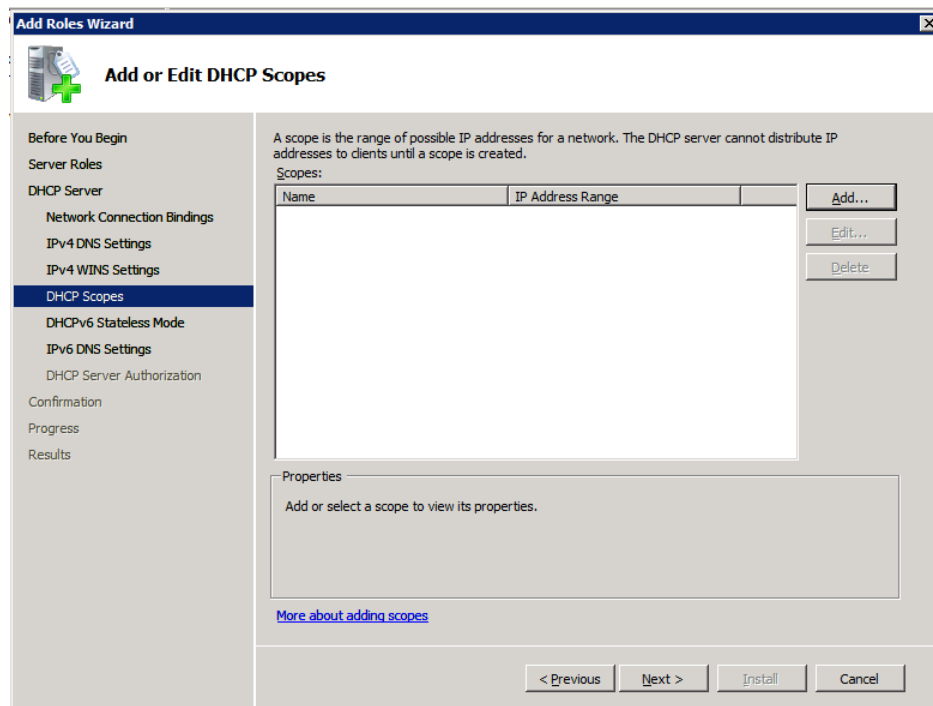 Add Roles Wizard
Add or Edit DHCP Scopes
Before You Begin
Server Roles
DHCP Server
Network Connection Bindings
IPv4 DNS Settings
IPv4 WINS Settings
DHCP Scopes
DHCPv6 Stateless Mode
IPv6 DNS Settings
DHCP Server Authorization
Confirmation
Progress
Results
A scope is the range of possible IP addresses for a network. The DHCP server cannot distribute IP
addresses to clients until a scope is created.
Scopes:
Name IP Address Range
Add...
Edit...
Delete
Properties
Add or select a scope to view its properties.
More about adding scopes
< Previous Next > Install Cancel